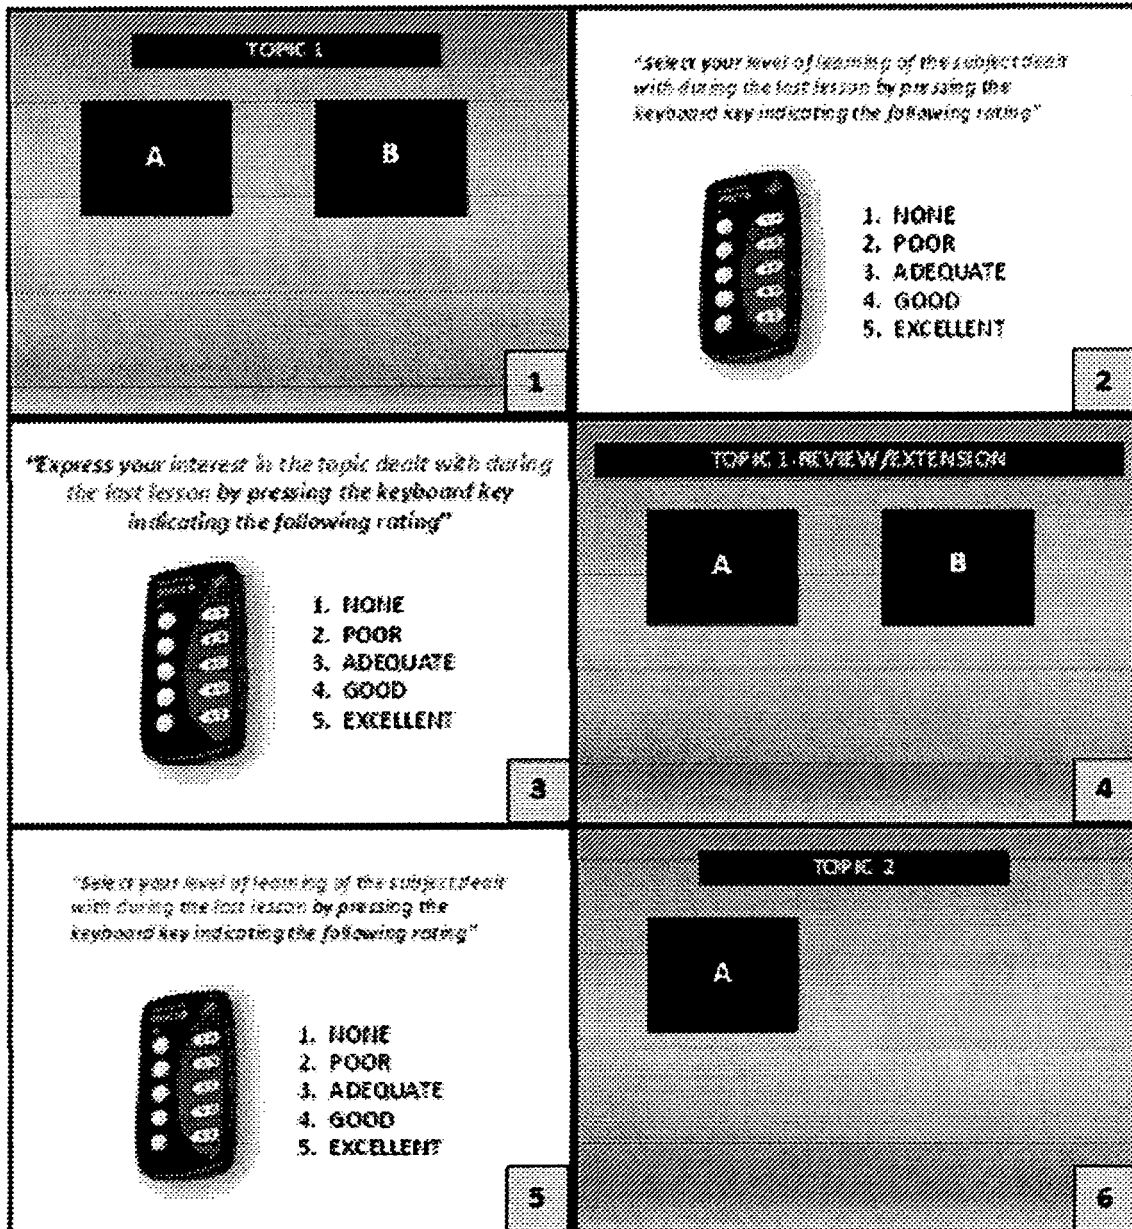 TOPIC 1
A
B
1
"Select your level of learning of the subject dealt
with during the last lesson by pressing the
keyboard key indicating the following rating"
1. NONE
2. POOR
3. ADEQUATE
4. GOOD
5. EXCELLENT
2
"Express your interest in the topic dealt with during
the last lesson by pressing the keyboard key
indicating the following rating"
1. NONE
2. POOR
3. ADEQUATE
4. GOOD
5. EXCELLENT
3
TOPIC 1-REVIEW/EXTENSION
A
B
4
"Select your level of learning of the subject dealt
with during the last lesson by pressing the
keyboard key indicating the following rating"
1. NONE
2. POOR
3. ADEQUATE
4. GOOD
5. EXCELLENT
5
TOPIC 2
A
6